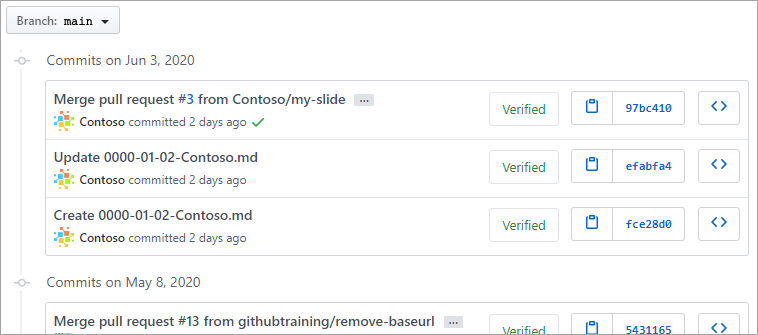 Branch: main
Commits on Jun 3, 2020
Merge pull request #3 from Contoso/my-slide ...
Verified 97bc410 <>
Contoso committed 2 days ago ✓
Update 0000-01-02-Contoso.md
Verified efabfa4 <>
Contoso committed 2 days ago
Create 0000-01-02-Contoso.md
Verified fce28d0 <>
Contoso committed 2 days ago
Commits on May 8, 2020
Merge pull request #13 from githubtraining/remove-baseurl ...
Verified 5431165 <>